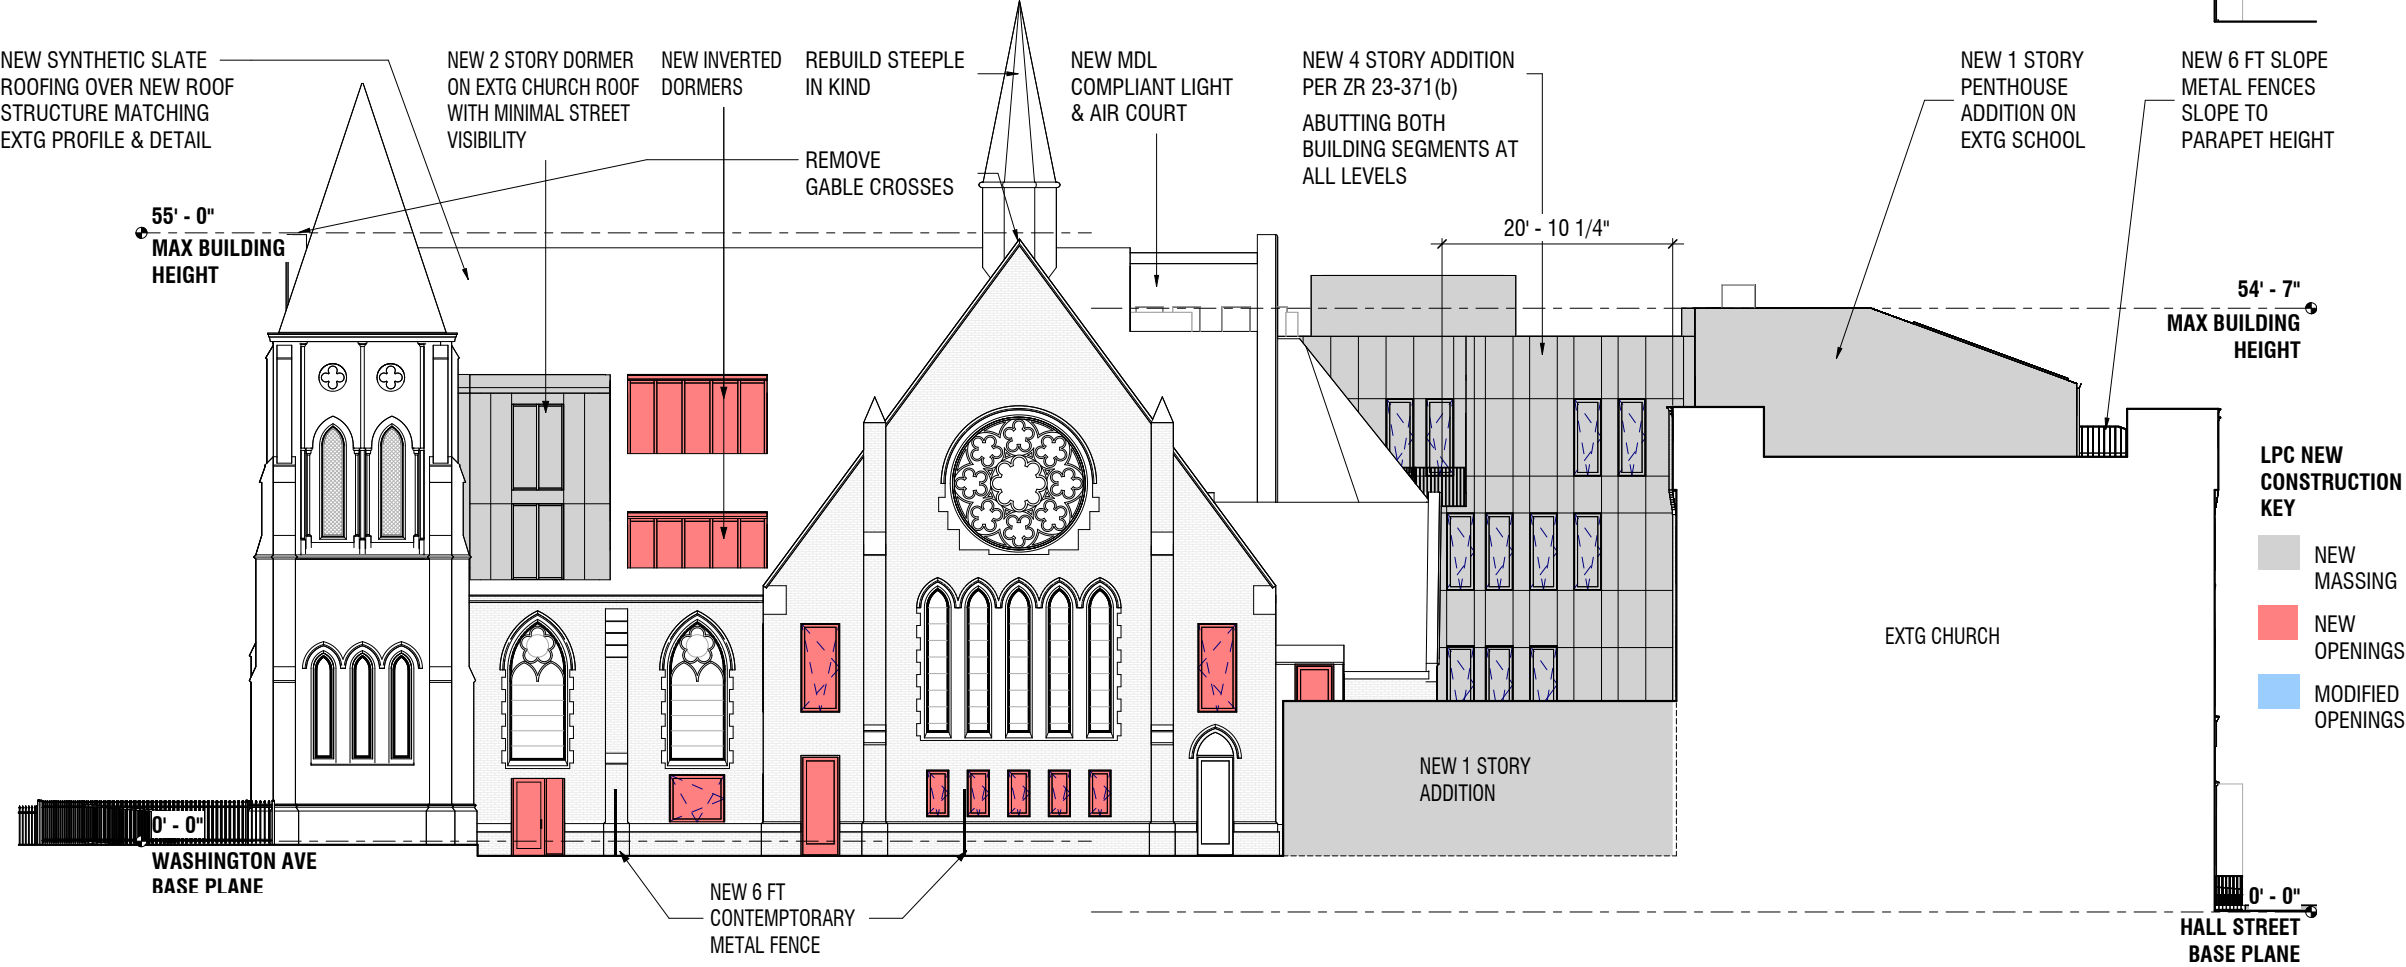 NEW SYNTHETIC SLATE
ROOFING OVER NEW ROOF
STRUCTURE MATCHING
EXTG PROFILE & DETAIL
NEW 2 STORY DORMER
ON EXTG CHURCH ROOF
WITH MINIMAL STREET
VISIBILITY
NEW INVERTED
DORMERS
REBUILD STEEPLE
IN KIND
REMOVE
GABLE CROSSES
NEW MDL
COMPLIANT LIGHT
& AIR COURT
NEW 4 STORY ADDITION
PER ZR 23-371(b)
ABUTTING BOTH
BUILDING SEGMENTS AT
ALL LEVELS
NEW 1 STORY
PENTHOUSE
ADDITION ON
EXTG SCHOOL
NEW 6 FT SLOPE
METAL FENCES
SLOPE TO
PARAPET HEIGHT
55' - 0"
MAX BUILDING
HEIGHT
20' - 10 1/4"
54' - 7"
MAX BUILDING
HEIGHT
LPC NEW
CONSTRUCTION
KEY
NEW
MASSING
NEW
OPENINGS
MODIFIED
OPENINGS
EXTG CHURCH
NEW 1 STORY
ADDITION
0' - 0"
WASHINGTON AVE
BASE PLANE
NEW 6 FT
CONTEMPTORARY
METAL FENCE
0' - 0"
HALL STREET
BASE PLANE